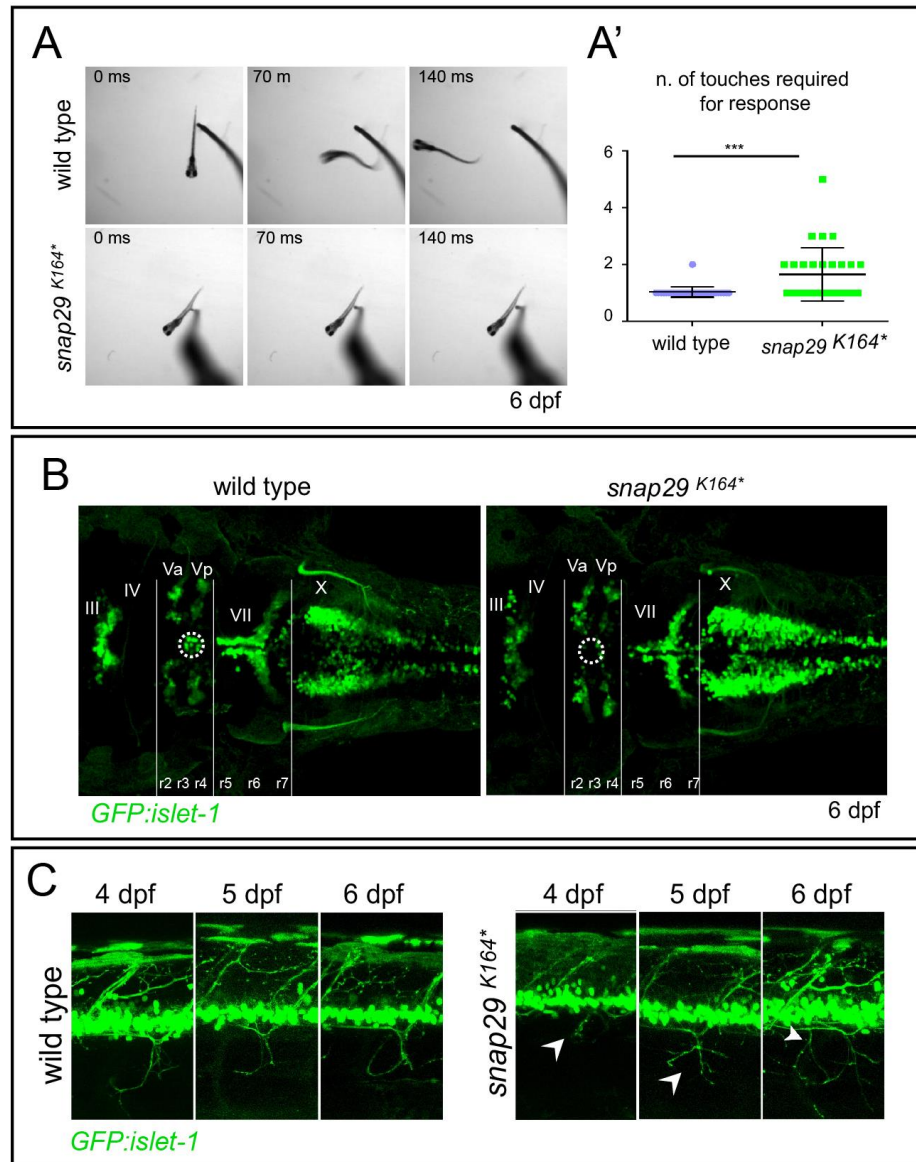 A
0 ms
70 m
140 ms
wild type
0 ms
70 ms
140 ms
snap29 K164*
6 dpf
A'
n. of touches required
for response
***
6
4
2
0
wild type
snap29 K164*
B
wild type
snap29 K164*
III
IV
Va
Vp
VII
X
r2
r3
r4
r5
r6
r7
III
IV
Va
Vp
VII
X
r2
r3
r4
r5
r6
r7
GFP:islet-1
6 dpf
C
4 dpf
5 dpf
6 dpf
wild type
4 dpf
5 dpf
6 dpf
snap29 K164*
GFP:islet-1